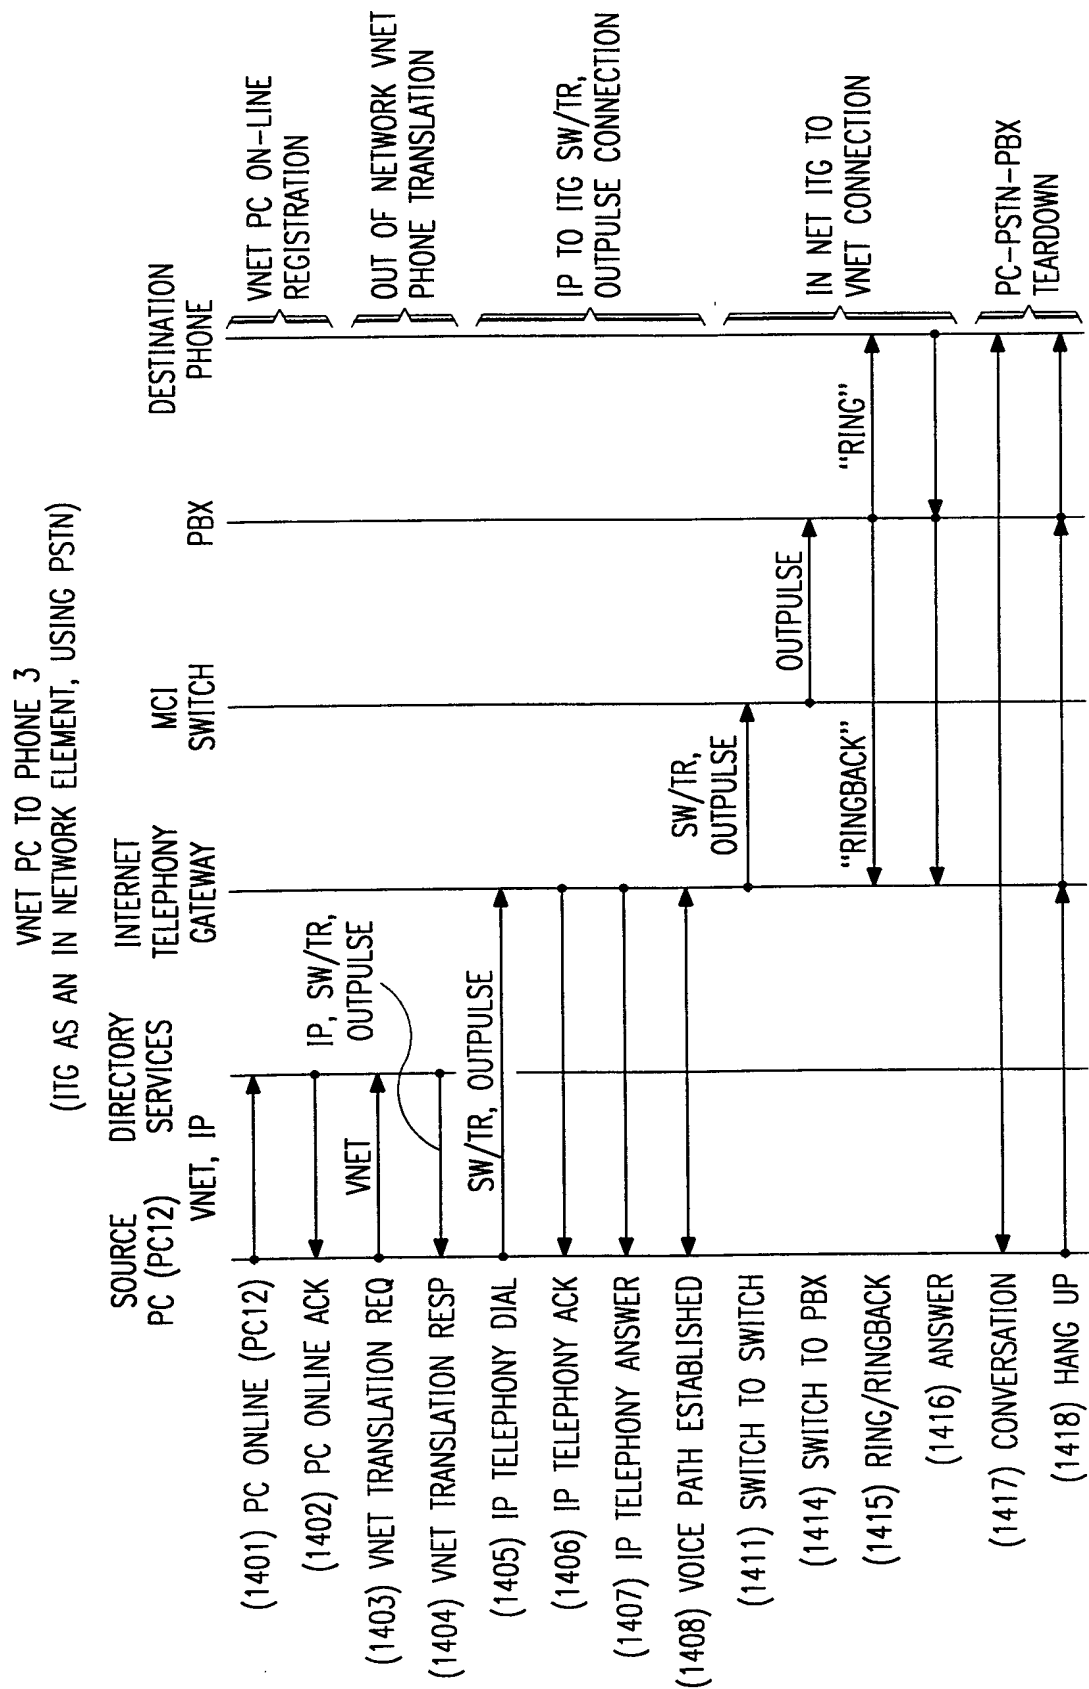 VNET PC TO PHONE 3
(ITG AS AN IN NETWORK ELEMENT, USING PSTN)
SOURCE
PC (PC12)
DIRECTORY
SERVICES
INTERNET
TELEPHONY
GATEWAY
MCI
SWITCH
PBX
DESTINATION
PHONE
VNET, IP
(1401) PC ONLINE (PC12)
(1402) PC ONLINE ACK
VNET PC ON-LINE
REGISTRATION
(1403) VNET TRANSLATION REQ
VNET
IP, SW/TR,
OUTPULSE
(1404) VNET TRANSLATION RESP
OUT OF NETWORK VNET
PHONE TRANSLATION
(1405) IP TELEPHONY DIAL
SW/TR, OUTPULSE
(1406) IP TELEPHONY ACK
(1407) IP TELEPHONY ANSWER
(1408) VOICE PATH ESTABLISHED
IP TO ITG SW/TR,
OUTPULSE CONNECTION
(1411) SWITCH TO SWITCH
SW/TR,
OUTPULSE
(1414) SWITCH TO PBX
OUTPULSE
(1415) RING/RINGBACK
"RINGBACK"
"RING"
(1416) ANSWER
IN NET ITG TO
VNET CONNECTION
(1417) CONVERSATION
(1418) HANG UP
PC-PSTN-PBX
TEARDOWN